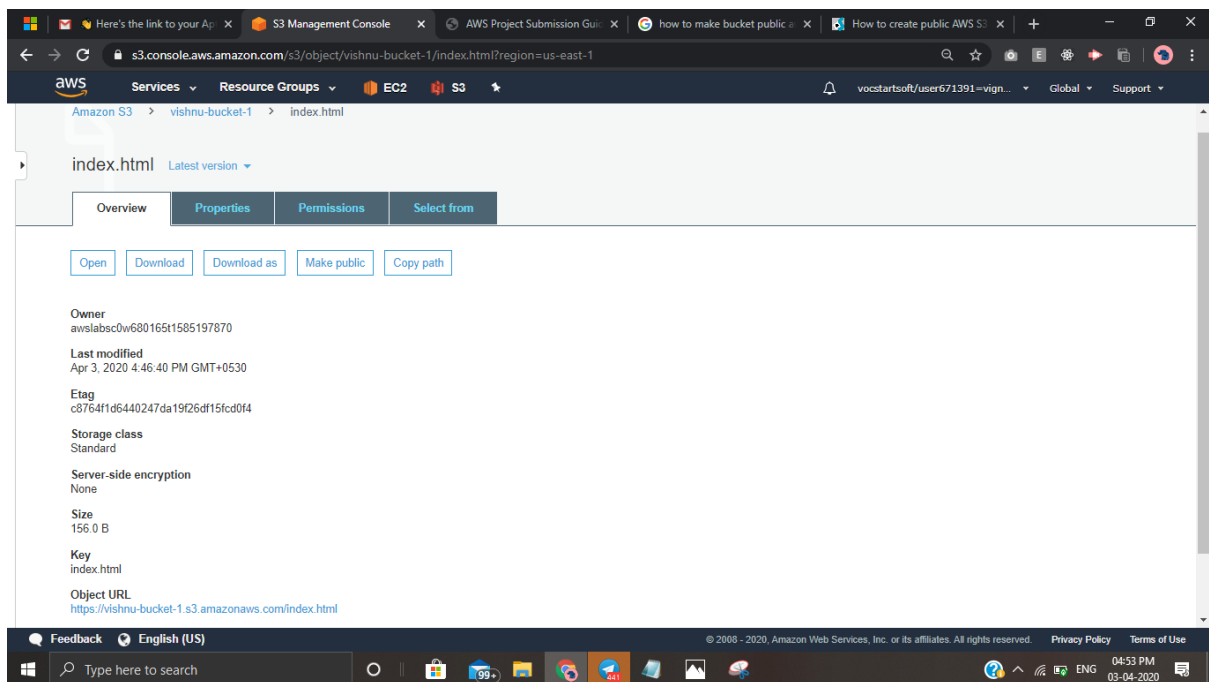 Here's the link to your Ap
S3 Management Console
AWS Project Submission Guid
how to make bucket public a
How to create public AWS S3
s3.console.aws.amazon.com/s3/object/vishnu-bucket-1/index.html?region=us-east-1
aws Services Resource Groups EC2 S3 vocstartsoft/user671391=vign... Global Support
Amazon S3 > vishnu-bucket-1 > index.html
index.html Latest version
Overview Properties Permissions Select from
Open Download Download as Make public Copy path
Owner
awslabsc0w680165t1585197870
Last modified
Apr 3, 2020 4:46:40 PM GMT+0530
Etag
c8764f1d6440247da19f26df15fcd0f4
Storage class
Standard
Server-side encryption
None
Size
156.0 B
Key
index.html
Object URL
https://vishnu-bucket-1.s3.amazonaws.com/index.html
Feedback English (US) © 2008 - 2020, Amazon Web Services, Inc. or its affiliates. All rights reserved. Privacy Policy Terms of Use
Type here to search 99+ 441 ENG 04:53 PM
03-04-2020